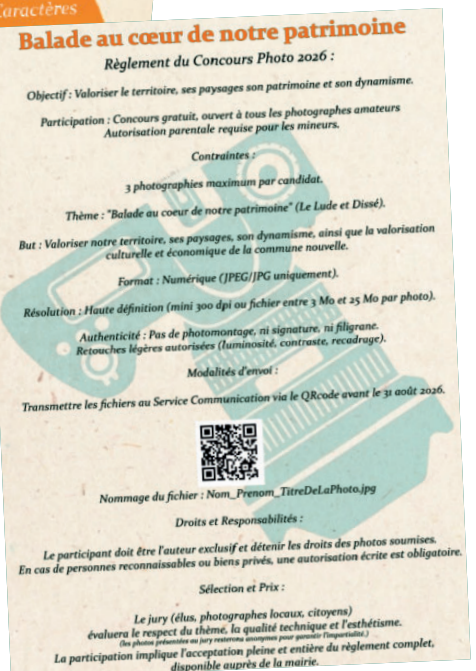 Caractères
Balade au cœur de notre patrimoine
Règlement du Concours Photo 2026 :
Objectif : Valoriser le territoire, ses paysages son patrimoine et son dynamisme.
Participation : Concours gratuit, ouvert à tous les photographes amateurs
Autorisation parentale requise pour les mineurs.
Contraintes :
3 photographies maximum par candidat.
Thème : "Balade au coeur de notre patrimoine" (Le Lude et Dissé).
But : Valoriser notre territoire, ses paysages, son dynamisme, ainsi que la valorisation
culturelle et économique de la commune nouvelle.
Format : Numérique (JPEG/JPG uniquement).
Résolution : Haute définition (mini 300 dpi ou fichier entre 3 Mo et 25 Mo par photo).
Authenticité : Pas de photomontage, ni signature, ni filigrane.
Retouches légères autorisées (luminosité, contraste, recadrage).
Modalités d'envoi :
Transmettre les fichiers au Service Communication via le QRcode avant le 31 août 2026.
Nommage du fichier : Nom_Prenom_TitreDeLaPhoto.jpg
Droits et Responsabilités :
Le participant doit être l'auteur exclusif et détenir les droits des photos soumises.
En cas de personnes reconnaissables ou biens privés, une autorisation écrite est obligatoire.
Sélection et Prix :
Le jury (élus, photographes locaux, citoyens)
évaluera le respect du thème, la qualité technique et l'esthétisme.
(les photos présentées au jury resteront anonymes pour garantir l'impartialité.)
La participation implique l'acceptation pleine et entière du règlement complet,
disponible auprès de la mairie.